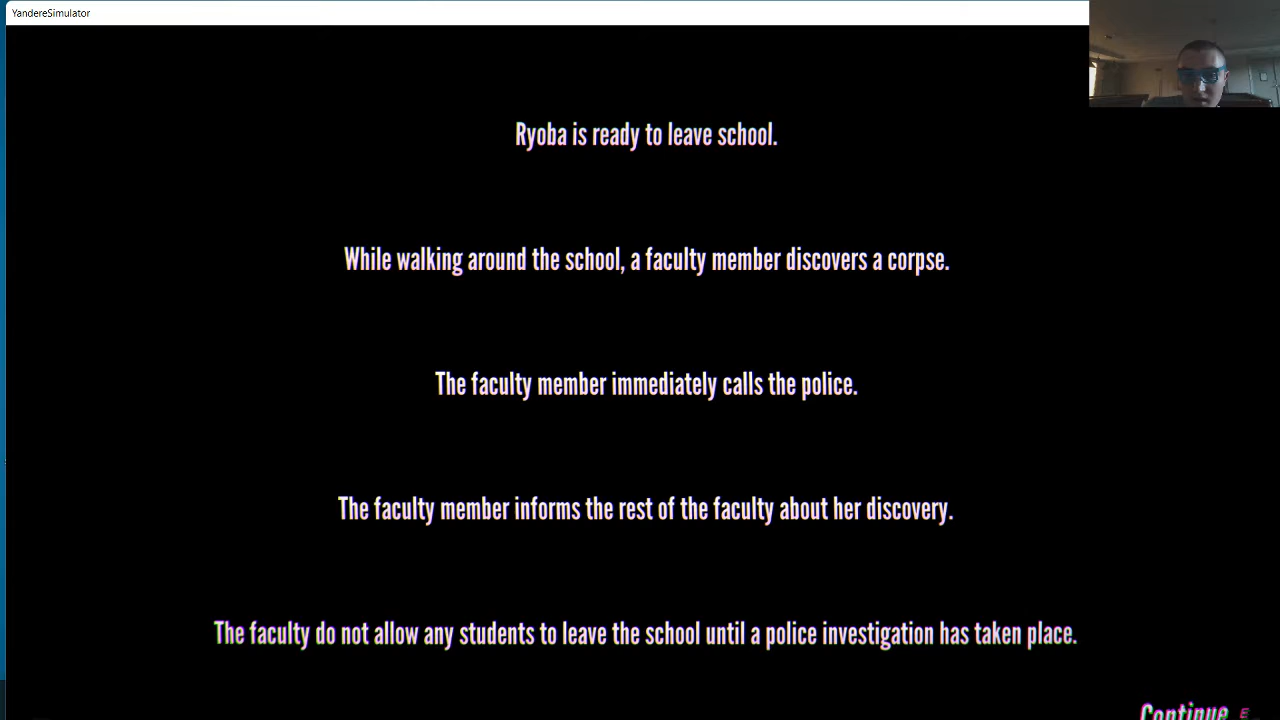 YandereSimulator
Ryoba is ready to leave school.
While walking around the school, a faculty member discovers a corpse.
The faculty member immediately calls the police.
The faculty member informs the rest of the faculty about her discovery.
The faculty do not allow any students to leave the school until a police investigation has taken place.
Continue E